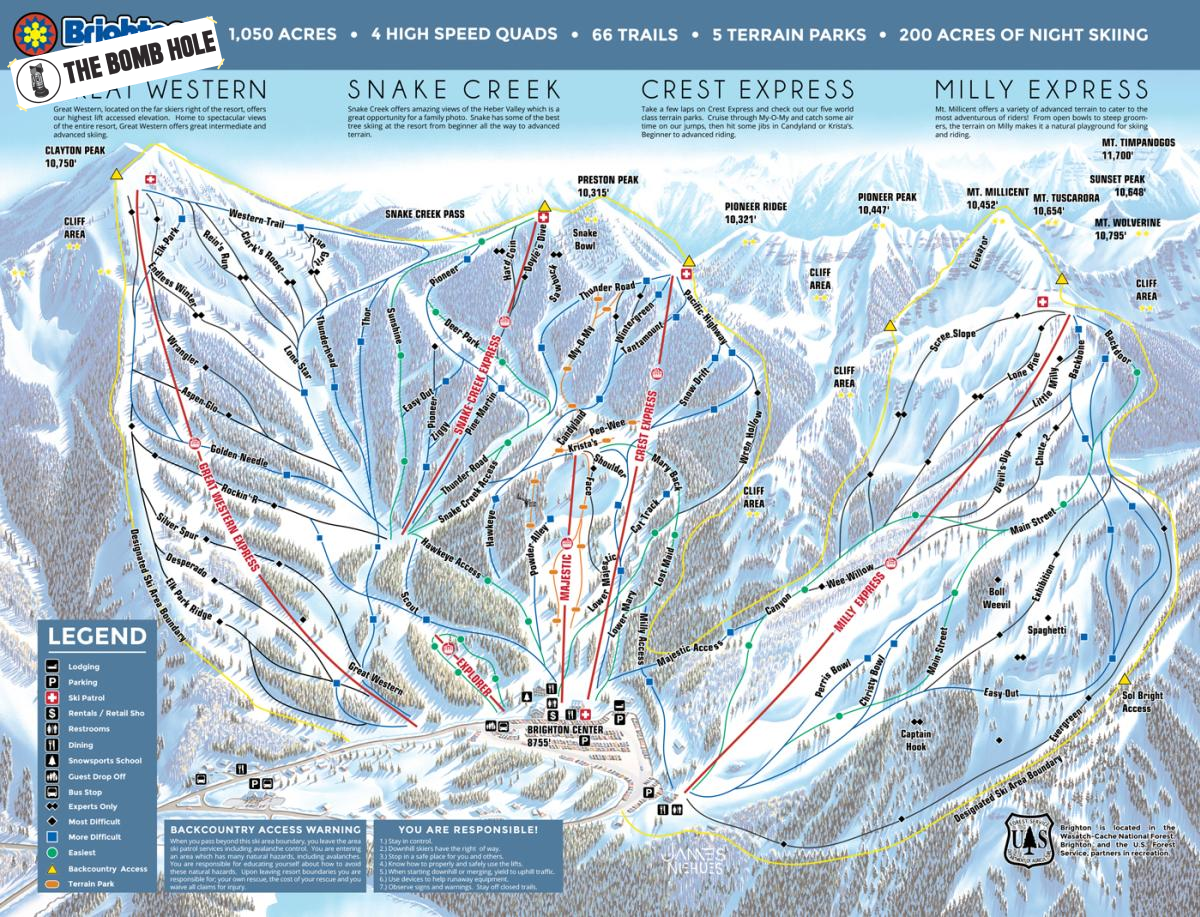 Brighton
THE BOMB HOLE
1,050 ACRES • 4 HIGH SPEED QUADS • 66 TRAILS • 5 TERRAIN PARKS • 200 ACRES OF NIGHT SKIING
GREAT WESTERN
Great Western, located on the far skiers right of the resort, offers
our highest lift accessed elevation. Home to spectacular views
of the entire resort, Great Western offers great intermediate and
advanced skiing.
SNAKE CREEK
Snake Creek offers amazing views of the Heber Valley which is a
great opportunity for a family photo. Snake has some of the best
tree skiing at the resort from beginner all the way to advanced
terrain.
CREST EXPRESS
Take a few laps on Crest Express and check out our five world
class terrain parks. Cruise through My-O-My and catch some air
time on our jumps, then hit some jibs in Candyland or Krista's.
Beginner to advanced riding.
MILLY EXPRESS
Mt. Millicent offers a variety of advanced terrain to cater to the
most adventurous of riders! From open bowls to steep groom-
ers, the terrain on Milly makes it a natural playground for skiing
and riding.
CLAYTON PEAK
10,750'
CLIFF
AREA
SNAKE CREEK PASS
PRESTON PEAK
10,315'
PIONEER RIDGE
10,321'
PIONEER PEAK
10,447'
MT. MILLICENT
10,452'
MT. TUSCARORA
10,654'
MT. TIMPANOGOS
11,700'
SUNSET PEAK
10,648'
MT. WOLVERINE
10,795'
CLIFF
AREA
CLIFF
AREA
CLIFF
AREA
CLIFF
AREA
Western Trail
True
Grit
Elk Park
Rein's Run
Clark's Roost
Endless Winter
Wrangler
Aspen-Glo
Golden Needle
Rockin' R
Silver Spur
Desperado
Elk Park Ridge
Great Western
GREAT WESTERN EXPRESS
Designated Ski Area Boundary
Lone Star
Thunderhead
Thor
Sunshine
Pioneer
Hard Coin
Doyle's Dive
Snake
Bowl
Deer Park
Easy-Out
Pioneer
Ziggy
Pine-Martin
SNAKE CREEK EXPRESS
Thunder-Road
Snake Creek Access
Hawkeye
Hawkeye Access
Scout
EXPLORER
Thunder Road
My-O-My
Wintergreen
Tantamount
Pacific-Highway
Snow-Drift
Wren Hollow
CREST EXPRESS
Candyland
Pee-Wee
Krista's
Shoulder
Face
Mary Back
Cat Track
Lost Maid
Powder-Alley
MAJESTIC
Lower Majestic
Lower Mary
Milly Access
Majestic Access
Elevator
Scree Slope
Lone Pine
Little Milly
Backbone
Backdoor
Devil's-Dip
Chute 2
Main Street
Canyon
Wee-Willow
MILLY EXPRESS
Boll
Weevil
Exhibition
Spaghetti
Perris Bowl
Christy Bowl
Main Street
Easy-Out
Captain
Hook
Evergreen
Sol Bright
Access
Designated Ski Area Boundary
BRIGHTON CENTER
8755'
LEGEND
Lodging
P Parking
Ski Patrol
S Rentals / Retail Sho
Restrooms
Dining
Snowsports School
Guest Drop Off
Bus Stop
Experts Only
Most Difficult
More Difficult
Easiest
Backcountry Access
Terrain Park
BACKCOUNTRY ACCESS WARNING
When you pass beyond this ski area boundary, you leave the area
ski patrol services including avalanche control. You are entering
an area which has many natural hazards, including avalanches.
You are responsible for educating yourself about how to avoid
these natural hazards. Upon leaving resort boundaries you are
responsible for; your own rescue, the cost of your rescue and you
waive all claims for injury.
YOU ARE RESPONSIBLE!
1.) Stay in control.
2.) Downhill skiers have the right of way.
3.) Stop in a safe place for you and others.
4.) Know how to properly and safely use the lifts.
5.) When starting downhill or merging, yield to uphill traffic.
6.) Use devices to help runaway equipment.
7.) Observe signs and warnings. Stay off closed trails.
FOREST SERVICE
U S
DEPARTMENT OF AGRICULTURE
Brighton is located in the
Wasatch-Cache National Forest.
Brighton and the U.S. Forest
Service, partners in recreation.